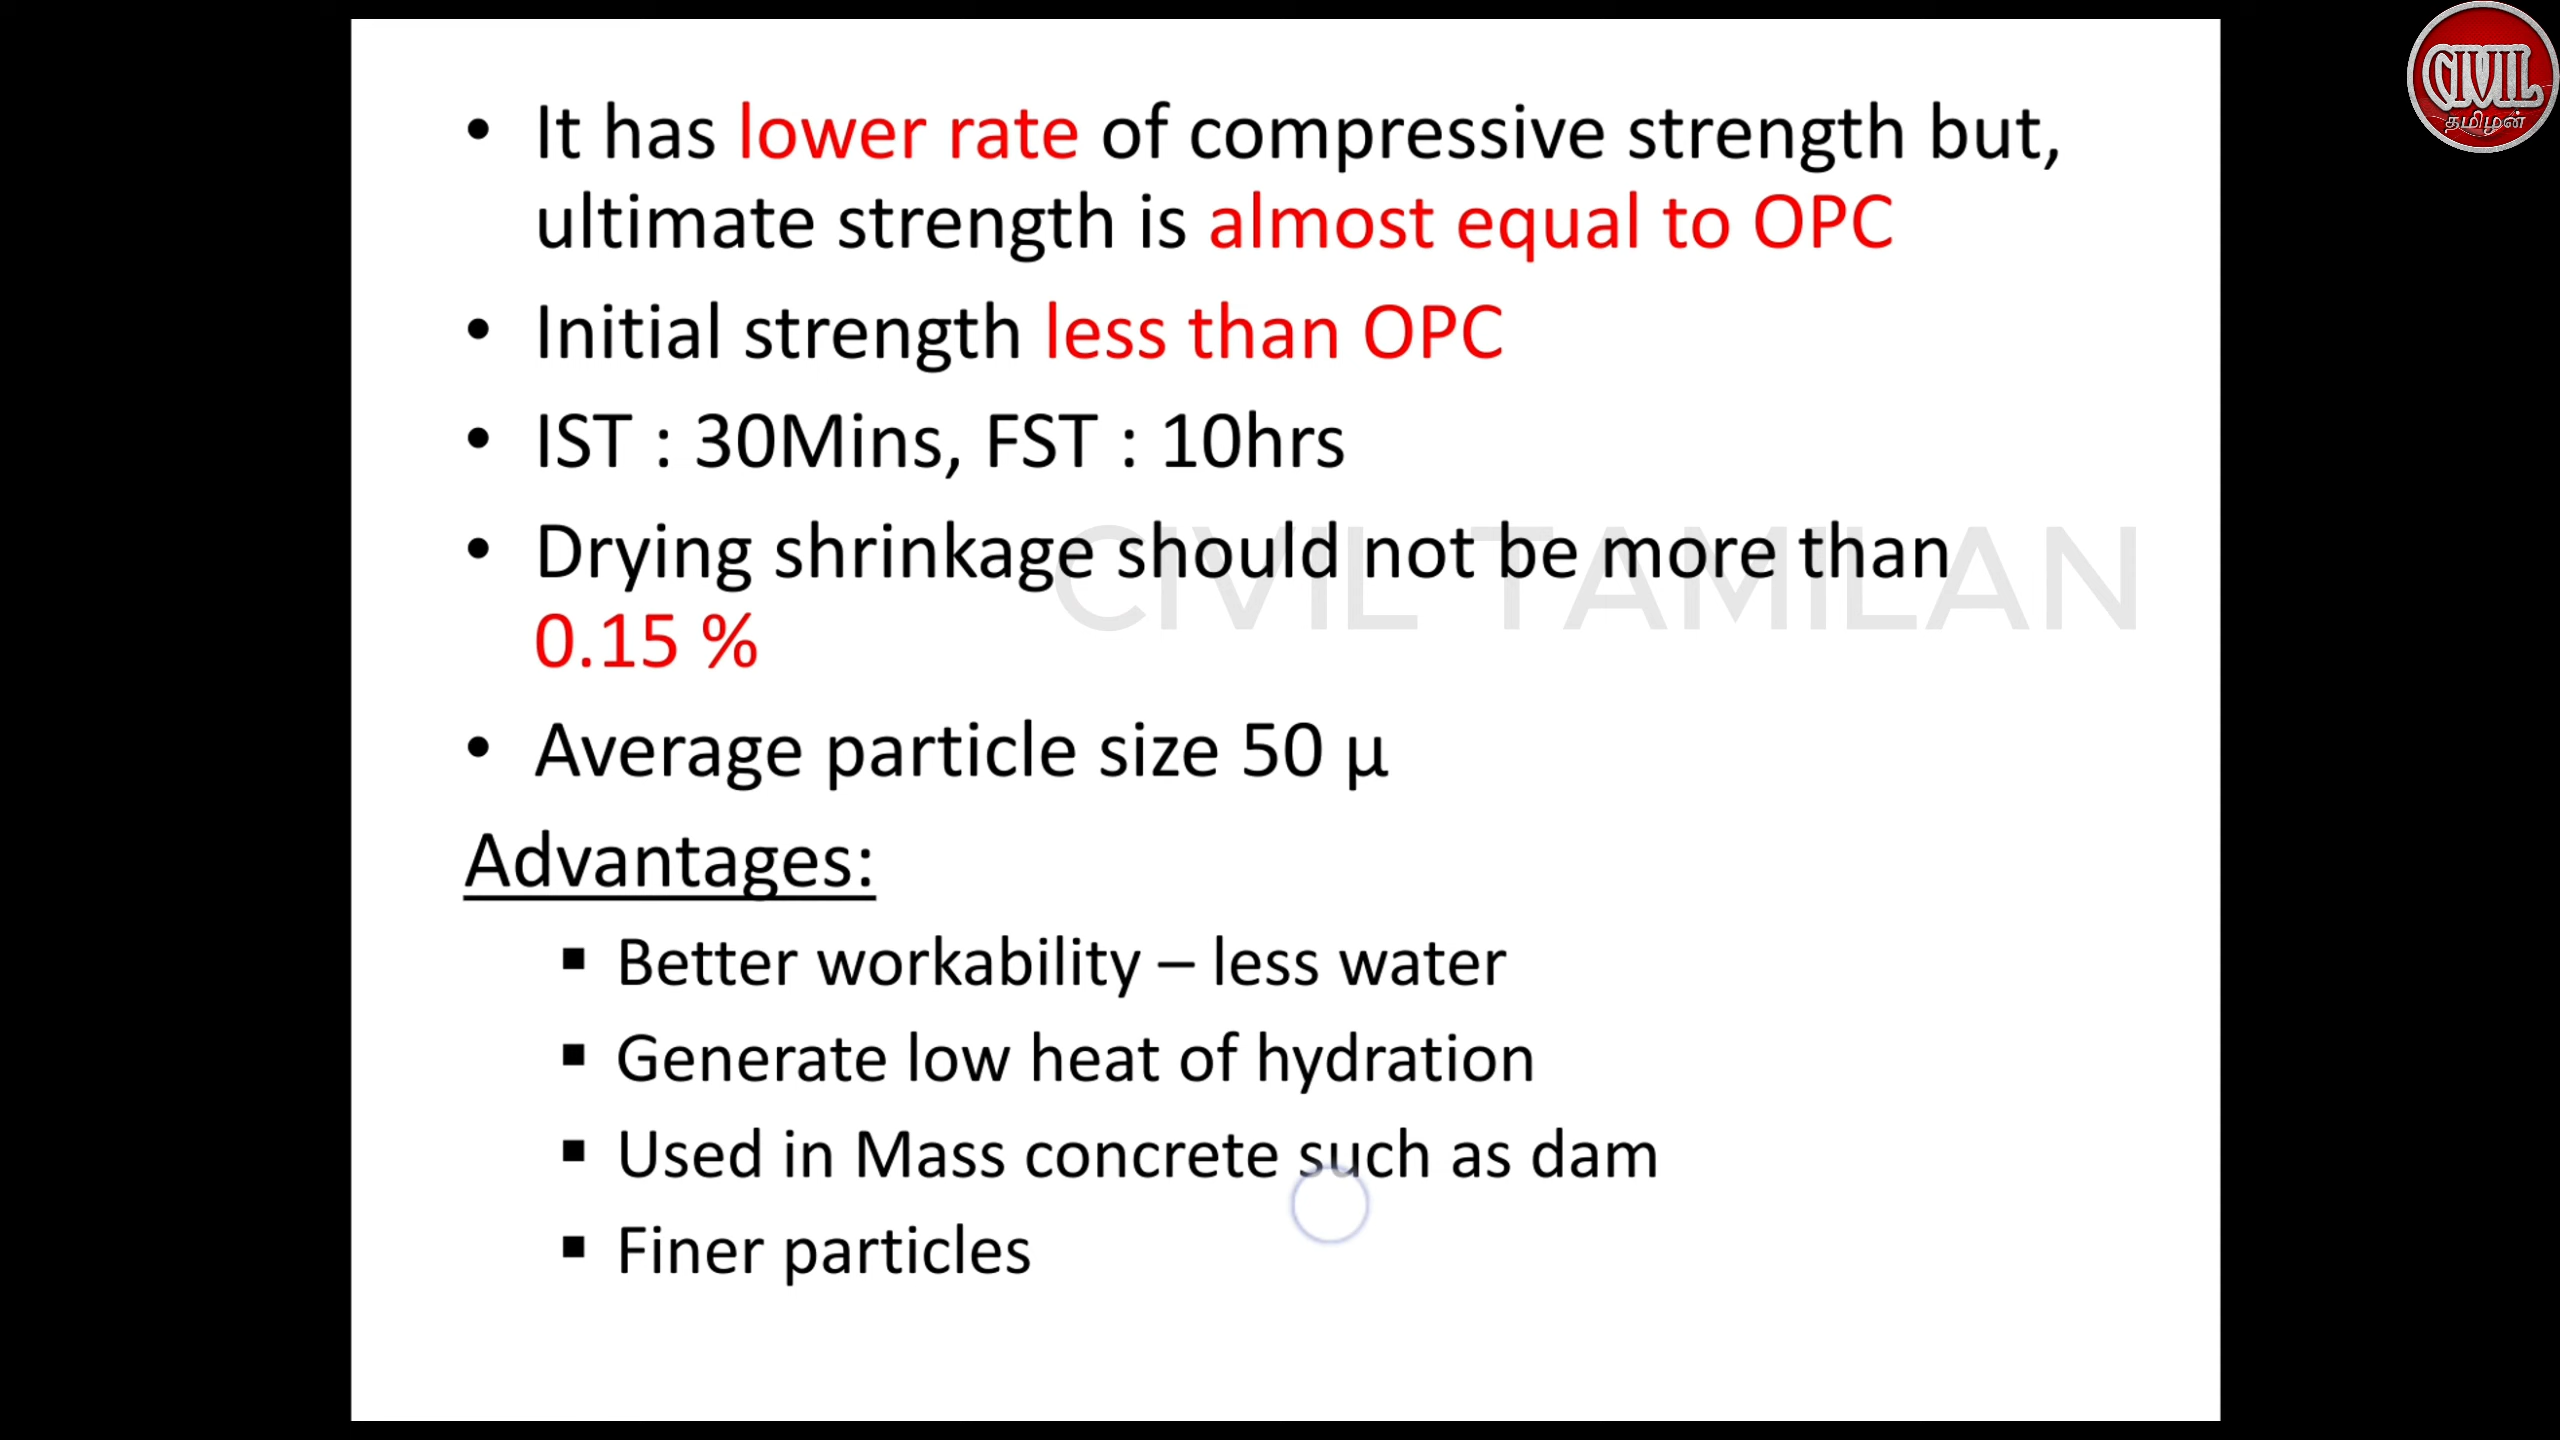 CIVIL
தமிழன்
• It has lower rate of compressive strength but,
ultimate strength is almost equal to OPC
• Initial strength less than OPC
• IST : 30Mins, FST : 10hrs
• Drying shrinkage should not be more than
0.15 %
CIVIL TAMILAN
• Average particle size 50 μ
Advantages:
▪ Better workability – less water
▪ Generate low heat of hydration
▪ Used in Mass concrete such as dam
▪ Finer particles